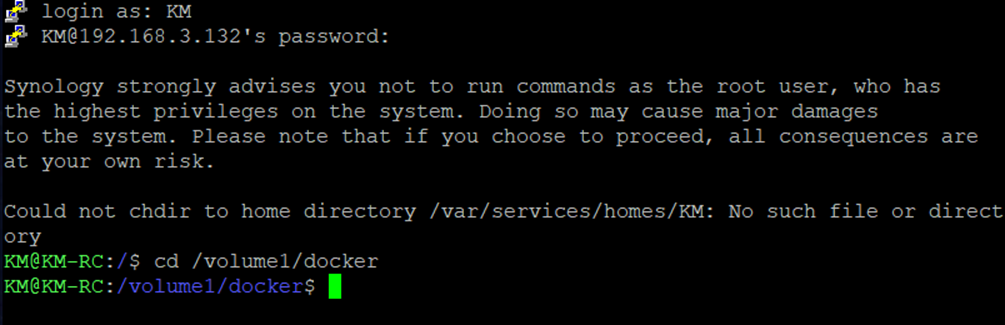 login as: KM
KM@192.168.3.132's password:
Synology strongly advises you not to run commands as the root user, who has
the highest privileges on the system. Doing so may cause major damages
to the system. Please note that if you choose to proceed, all consequences are
at your own risk.
Could not chdir to home directory /var/services/homes/KM: No such file or direct
ory
KM@KM-RC:/$ cd /volume1/docker
KM@KM-RC:/volume1/docker$